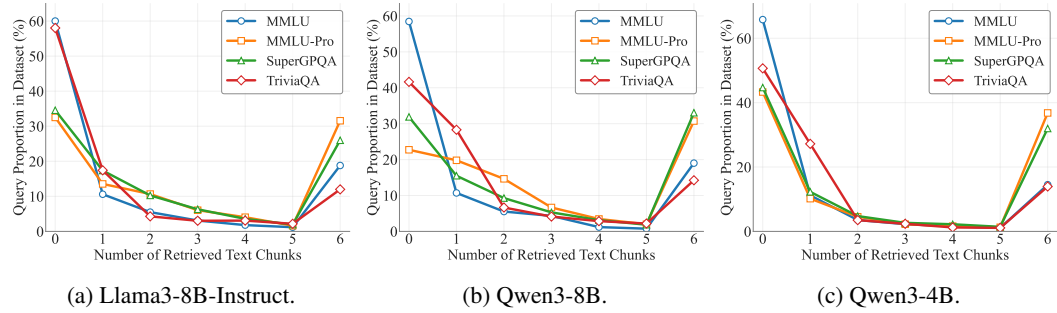 Query Proportion in Dataset (%)
60
50
40
30
20
10
0
MMLU
MMLU-Pro
SuperGPQA
TriviaQA
0 1 2 3 4 5 6
Number of Retrieved Text Chunks
(a) Llama3-8B-Instruct.
Query Proportion in Dataset (%)
60
50
40
30
20
10
0
MMLU
MMLU-Pro
SuperGPQA
TriviaQA
0 1 2 3 4 5 6
Number of Retrieved Text Chunks
(b) Qwen3-8B.
Query Proportion in Dataset (%)
60
40
20
0
MMLU
MMLU-Pro
SuperGPQA
TriviaQA
0 1 2 3 4 5 6
Number of Retrieved Text Chunks
(c) Qwen3-4B.